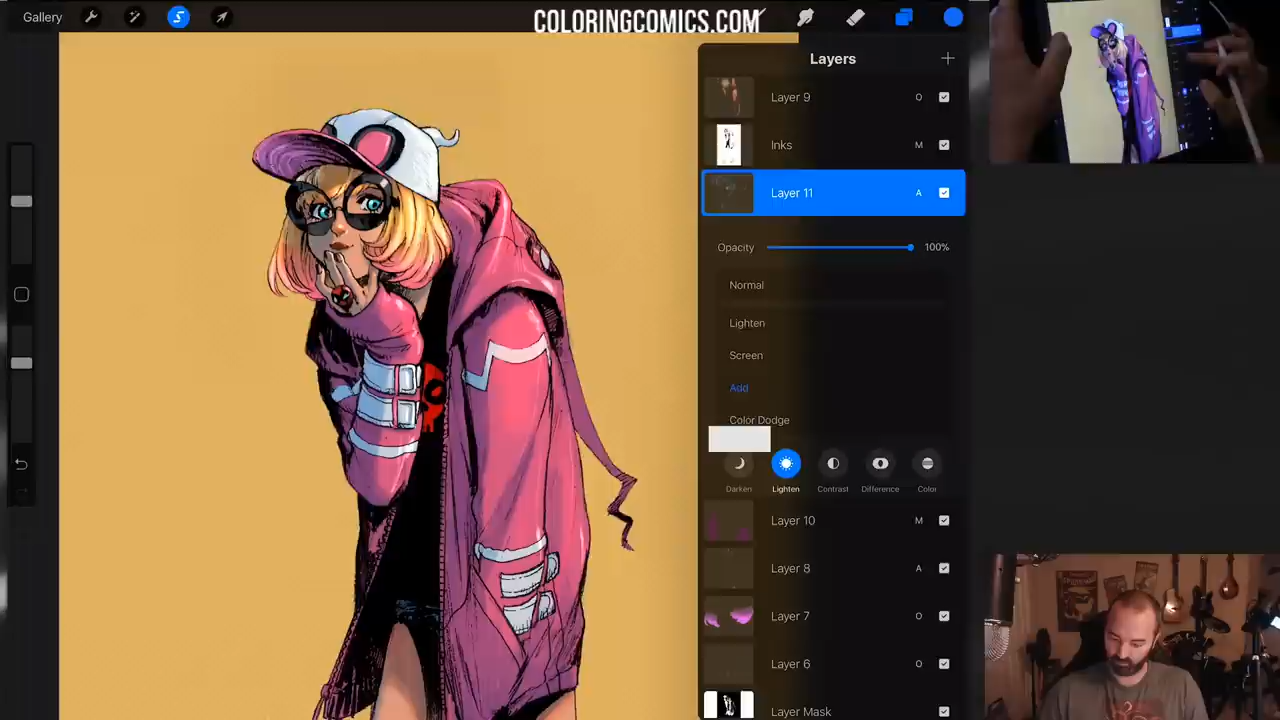 Gallery
COLORINGCOMICS.COM
Layers
Layer 9 O
Inks M
Layer 11 A
Opacity 100%
Normal
Lighten
Screen
Add
Color Dodge
Darken Lighten Contrast Difference Color
Layer 10 M
Layer 8 A
Layer 7 O
Layer 6 O
Layer Mask